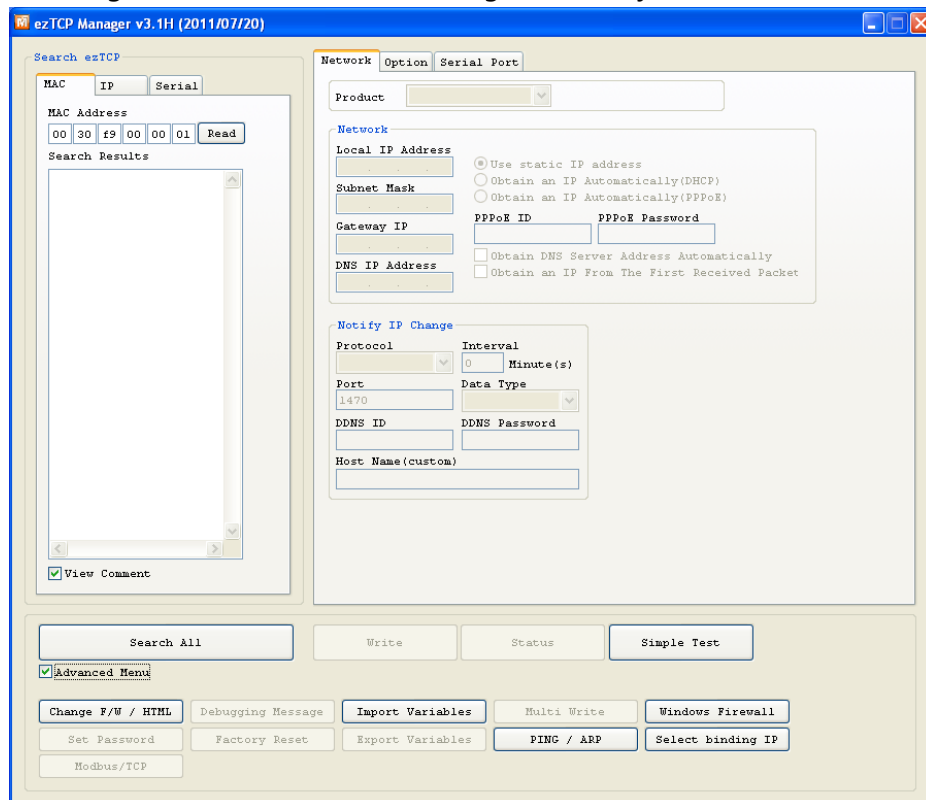 ezTCP Manager v3.1H (2011/07/20)
Search ezTCP
MAC IP Serial
MAC Address
00 30 f9 00 00 01 Read
Search Results
View Comment
Network Option Serial Port
Product
Network
Local IP Address
Use static IP address
Obtain an IP Automatically(DHCP)
Subnet Mask
Obtain an IP Automatically(PPPoE)
PPPoE ID PPPoE Password
Gateway IP
Obtain DNS Server Address Automatically
DNS IP Address
Obtain an IP From The First Received Packet
Notify IP Change
Protocol Interval
0 Minute(s)
Port Data Type
1470
DDNS ID DDNS Password
Host Name(custom)
Search All Write Status Simple Test
Advanced Menu
Change F/W / HTML Debugging Message Import Variables Multi Write Windows Firewall
Set Password Factory Reset Export Variables PING / ARP Select binding IP
Modbus/TCP